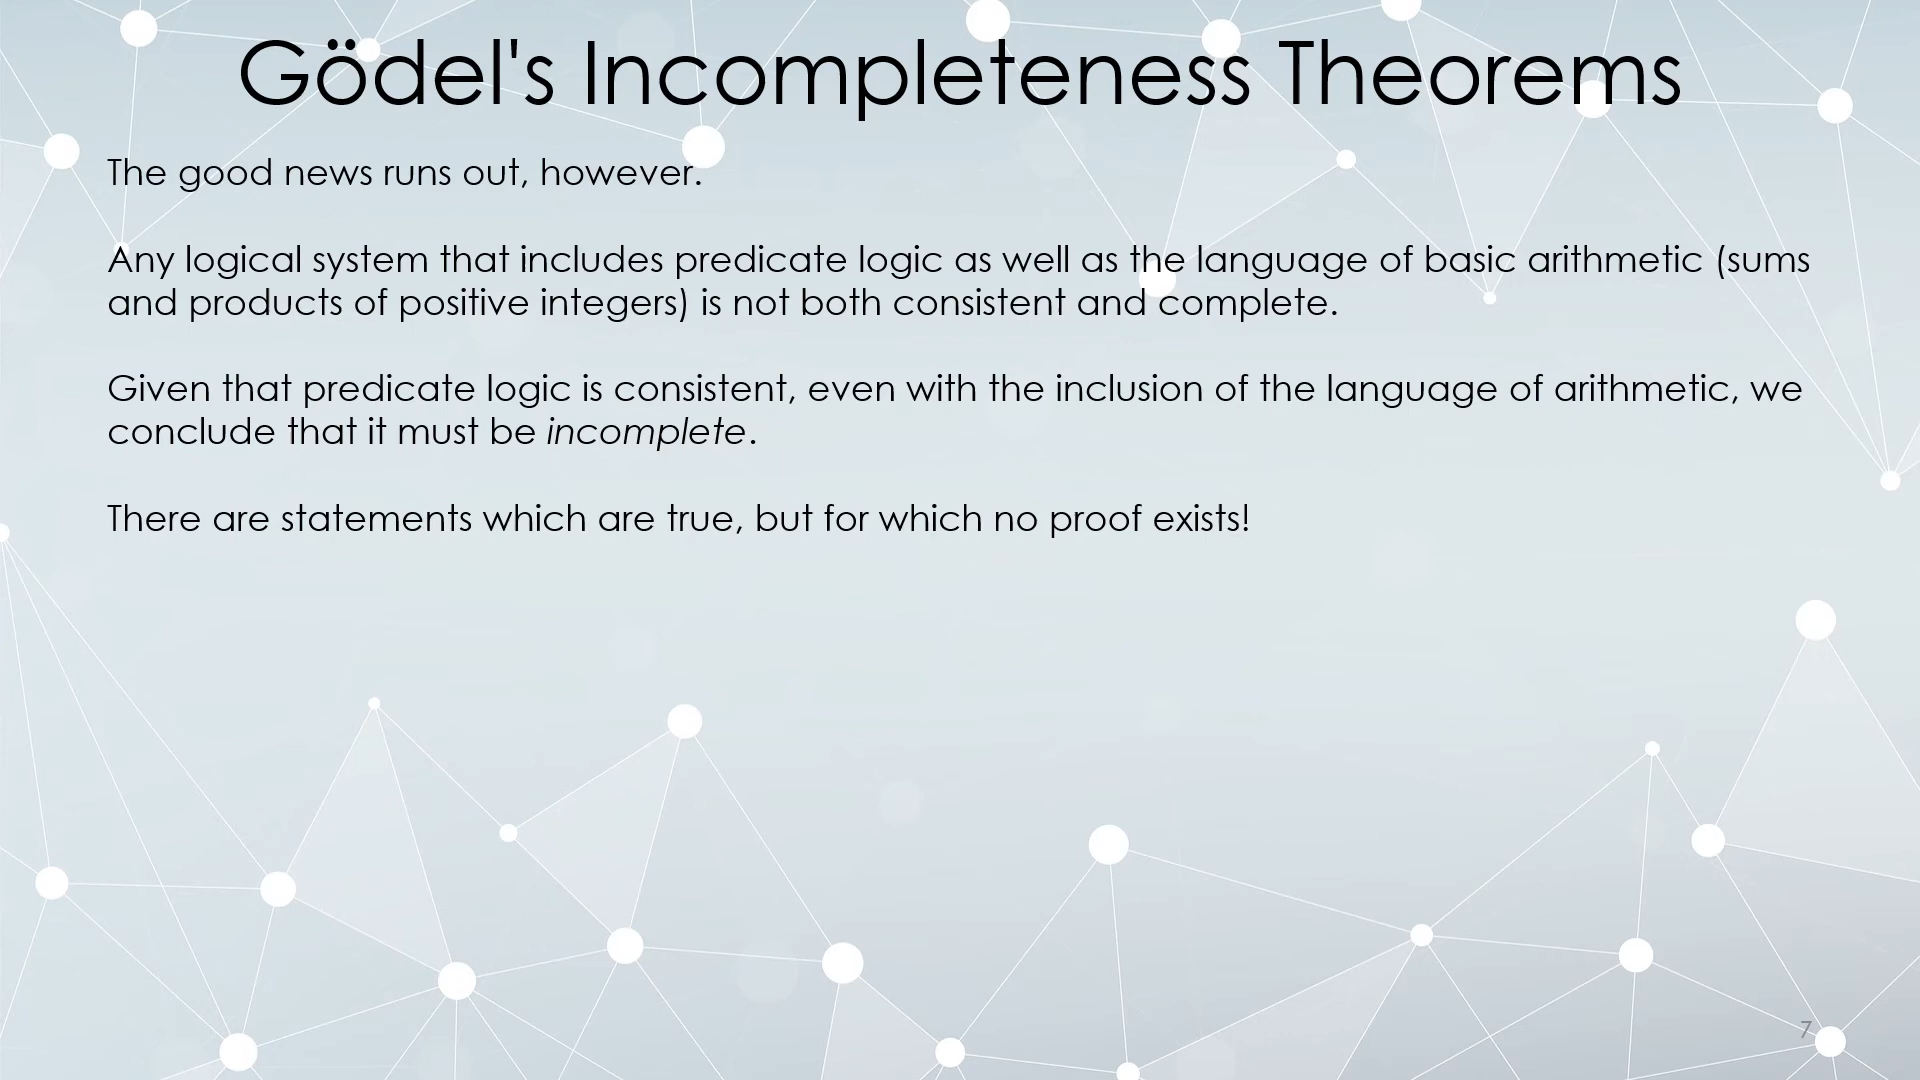 Gödel's Incompleteness Theorems
The good news runs out, however.
Any logical system that includes predicate logic as well as the language of basic arithmetic (sums
and products of positive integers) is not both consistent and complete.
Given that predicate logic is consistent, even with the inclusion of the language of arithmetic, we
conclude that it must be incomplete.
There are statements which are true, but for which no proof exists!
7